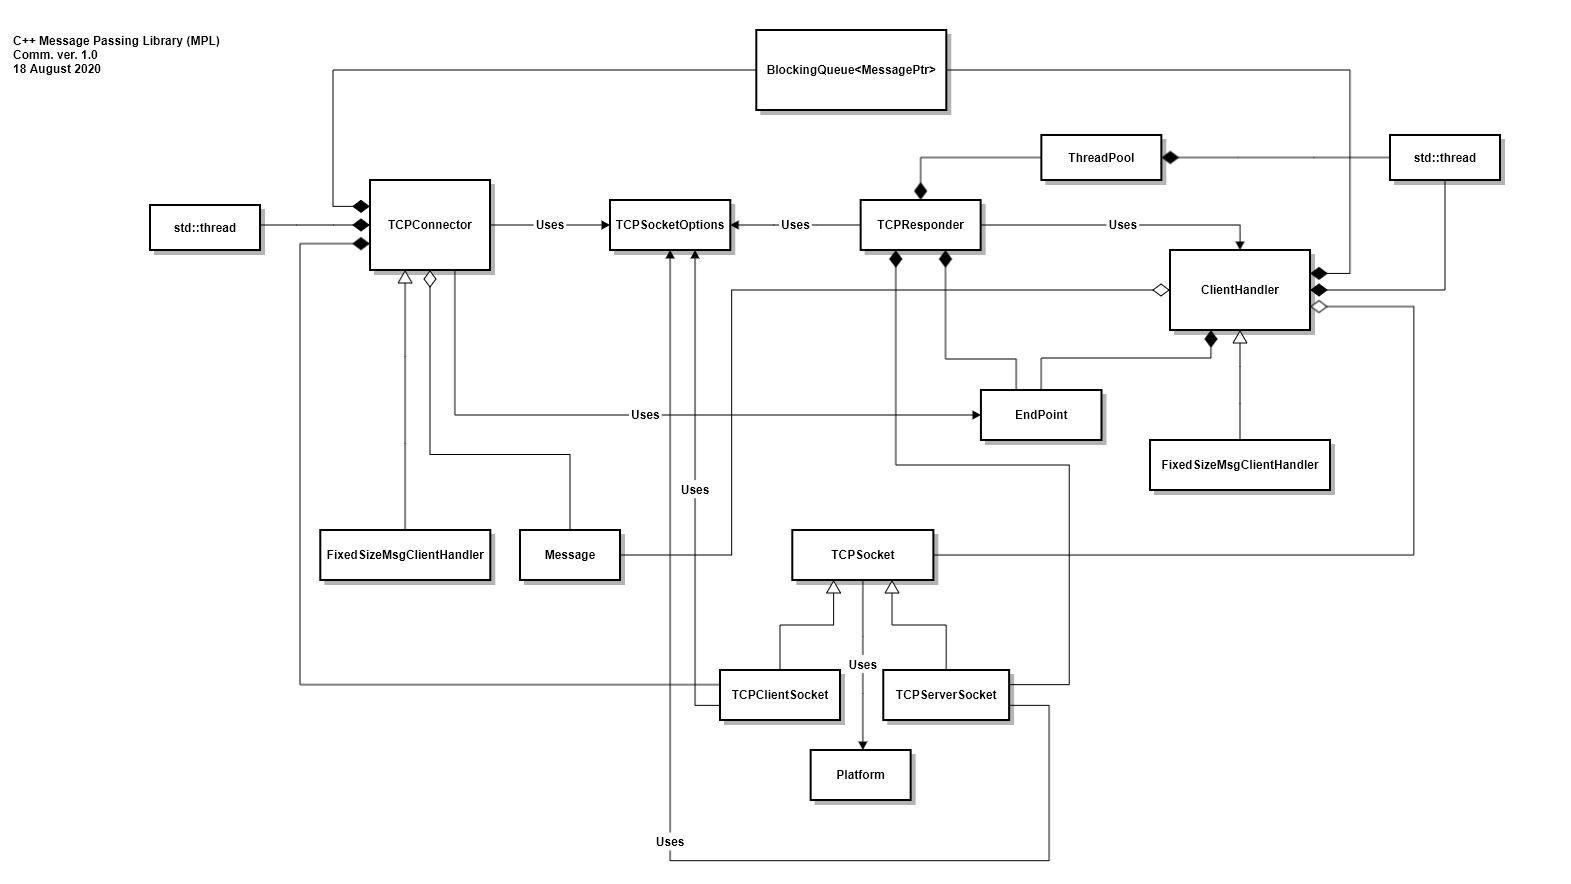 C++ Message Passing Library (MPL)
Comm. ver. 1.0
18 August 2020
BlockingQueue<MessagePtr>
ThreadPool
std::thread
std::thread
TCPConnector
Uses
TCPSocketOptions
Uses
TCPResponder
Uses
ClientHandler
Uses
EndPoint
FixedSizeMsgClientHandler
Uses
FixedSizeMsgClientHandler
Message
TCPSocket
Uses
TCPClientSocket
TCPServerSocket
Platform
Uses